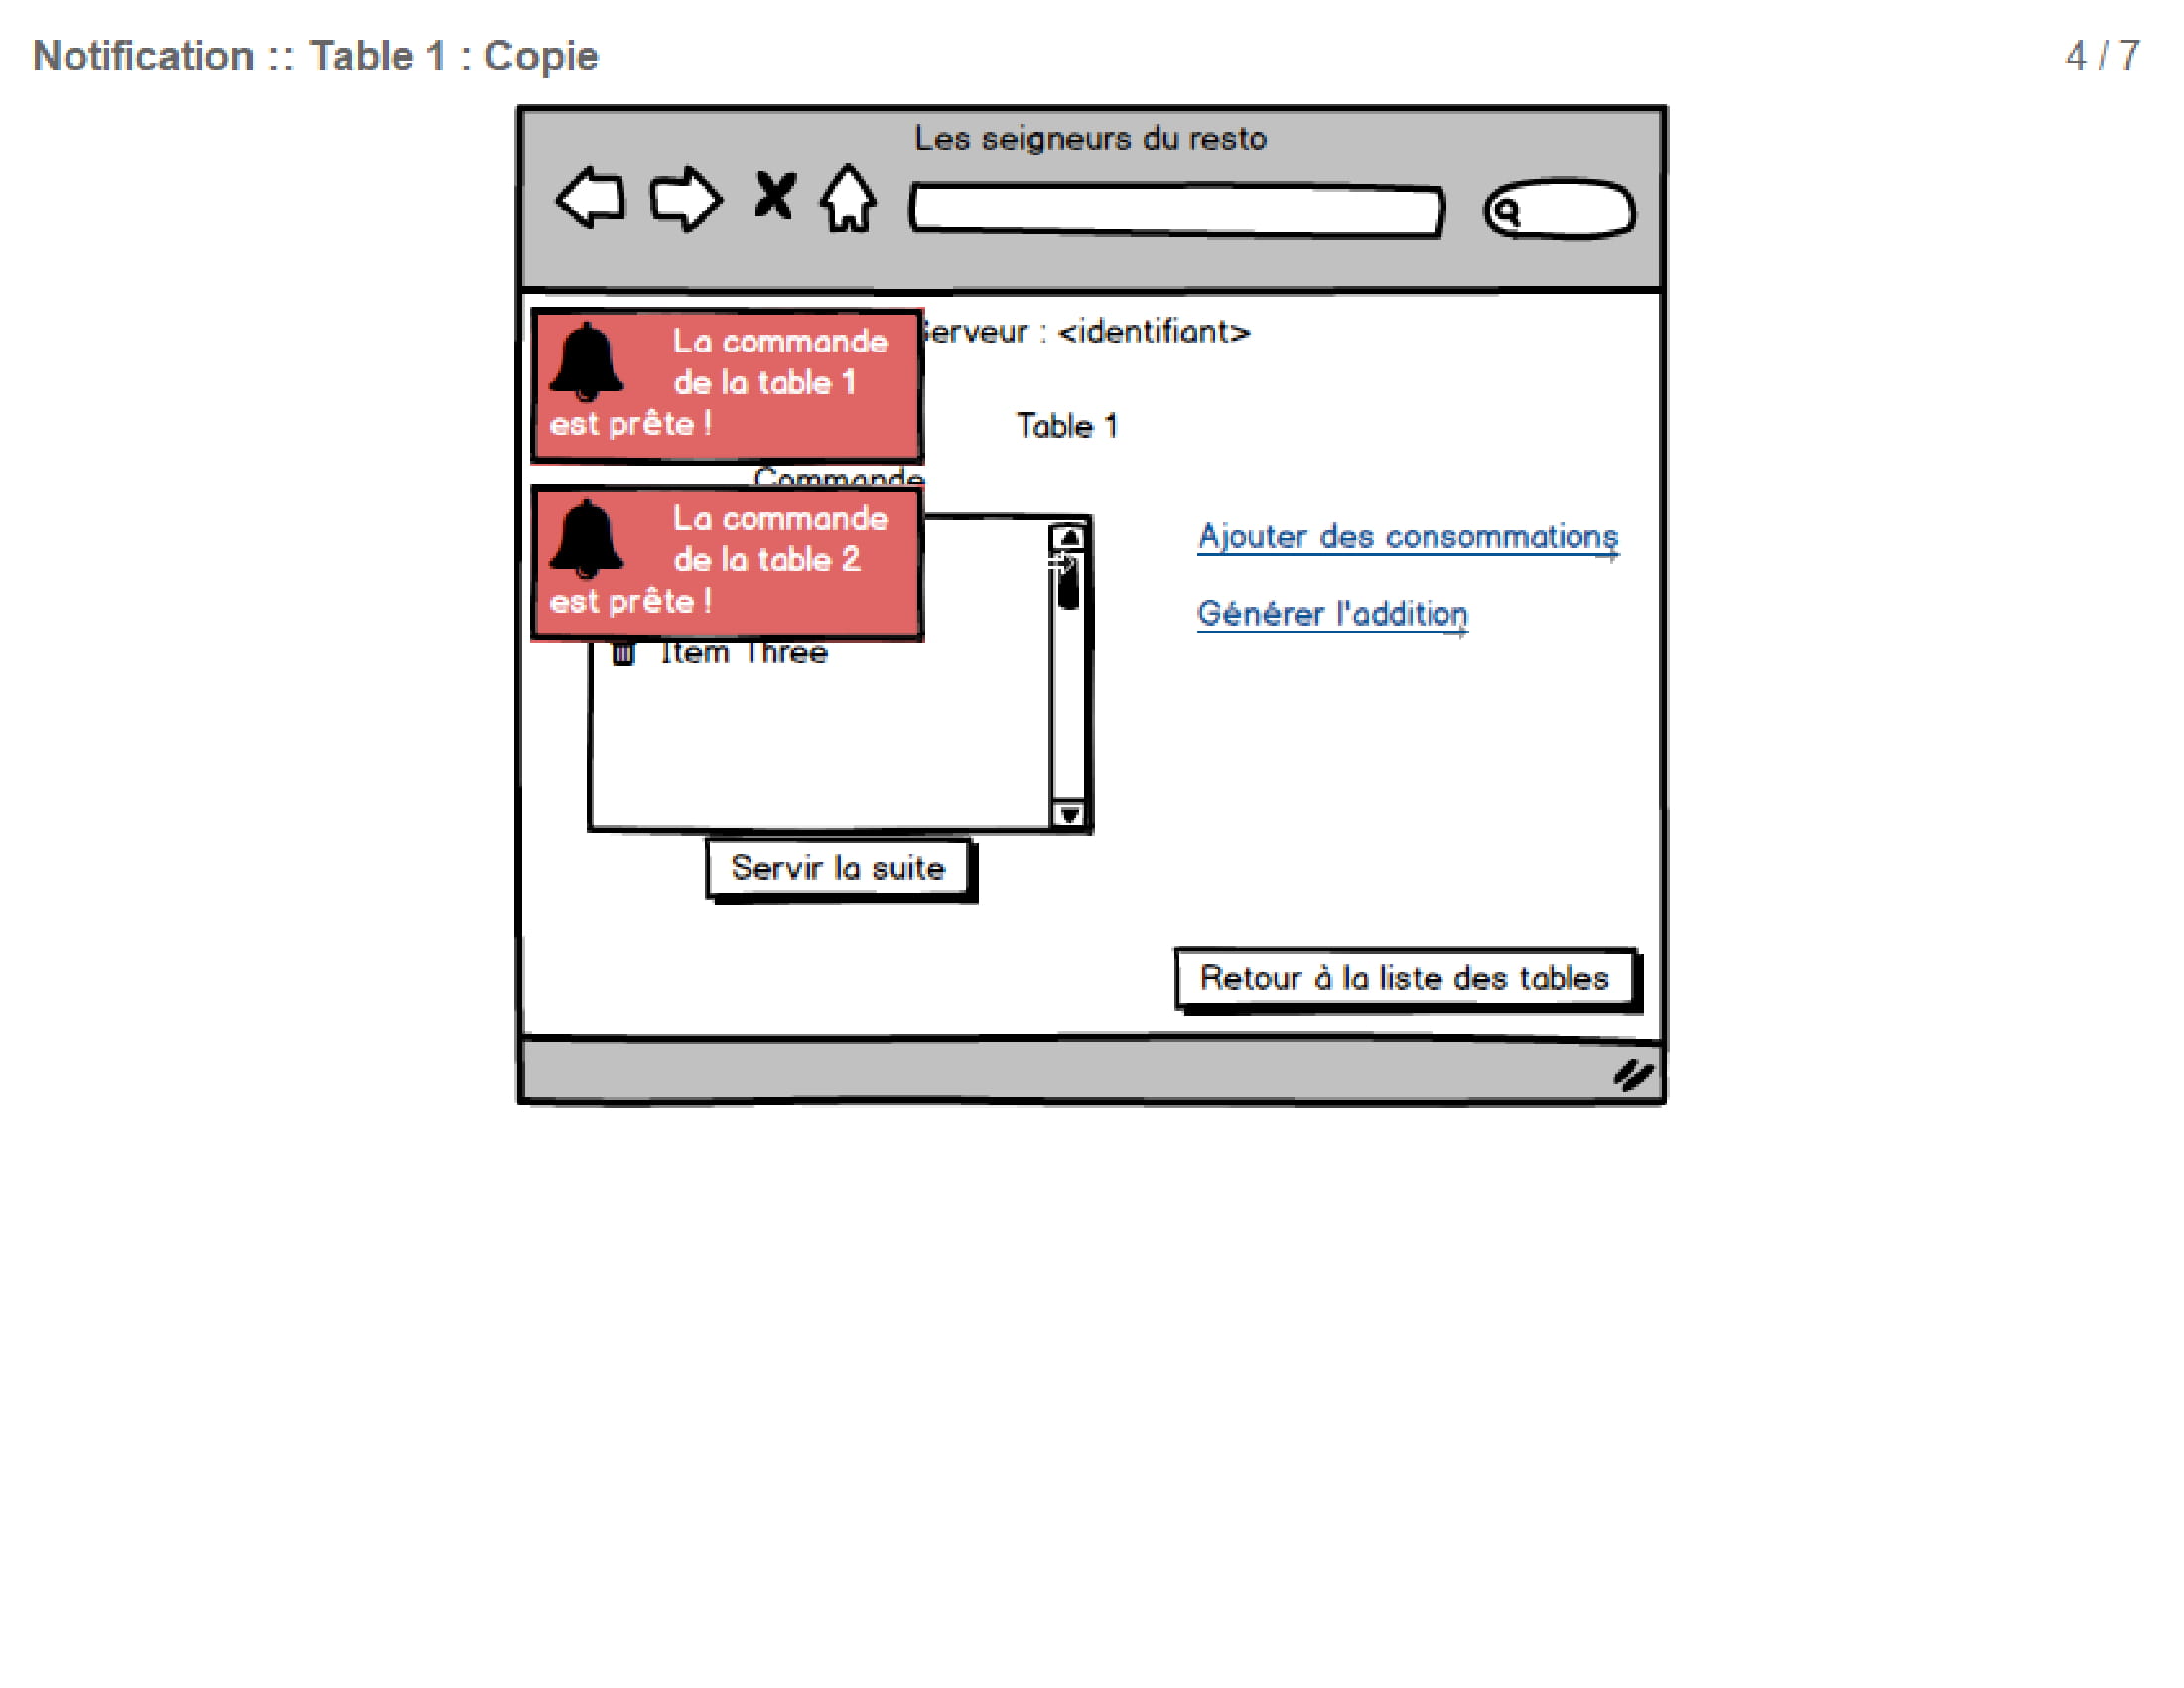 Notification :: Table 1 : Copie
4 / 7
Les seigneurs du resto
La commande
de la table 1
est prête !
Serveur : <identifiant>
Table 1
Commande
La commande
de la table 2
est prête !
Ajouter des consommations
Générer l'addition
Item Three
Servir la suite
Retour à la liste des tables